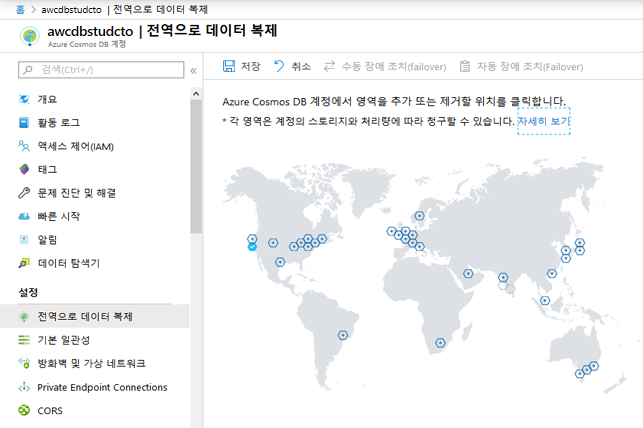 홈 > awcdbstudcto | 전역으로 데이터 복제
awcdbstudcto | 전역으로 데이터 복제
Azure Cosmos DB 계정
검색(Ctrl+/)
«
저장
취소
수동 장애 조치(failover)
자동 장애 조치(Failover)
개요
활동 로그
액세스 제어(IAM)
태그
문제 진단 및 해결
빠른 시작
알림
데이터 탐색기
설정
전역으로 데이터 복제
기본 일관성
방화벽 및 가상 네트워크
Private Endpoint Connections
CORS
Azure Cosmos DB 계정에서 영역을 추가 또는 제거할 위치를 클릭합니다.
* 각 영역은 계정의 스토리지와 처리량에 따라 청구할 수 있습니다. 자세히 보기